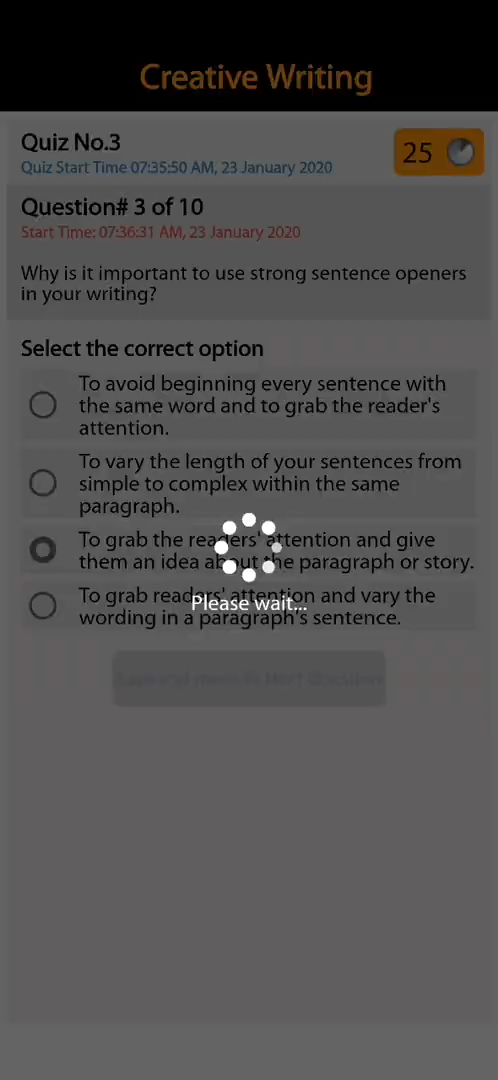 Creative Writing
Quiz No.3
25
Quiz Start Time 07:35:50 AM, 23 January 2020
Question# 3 of 10
Start Time: 07:36:31 AM, 23 January 2020
Why is it important to use strong sentence openers
in your writing?
Select the correct option
To avoid beginning every sentence with
the same word and to grab the reader's
attention.
To vary the length of your sentences from
simple to complex within the same
paragraph.
To grab the readers' attention and give
them an idea about the paragraph or story.
To grab readers' attention and vary the
wording in a paragraph's sentence.
Please wait...